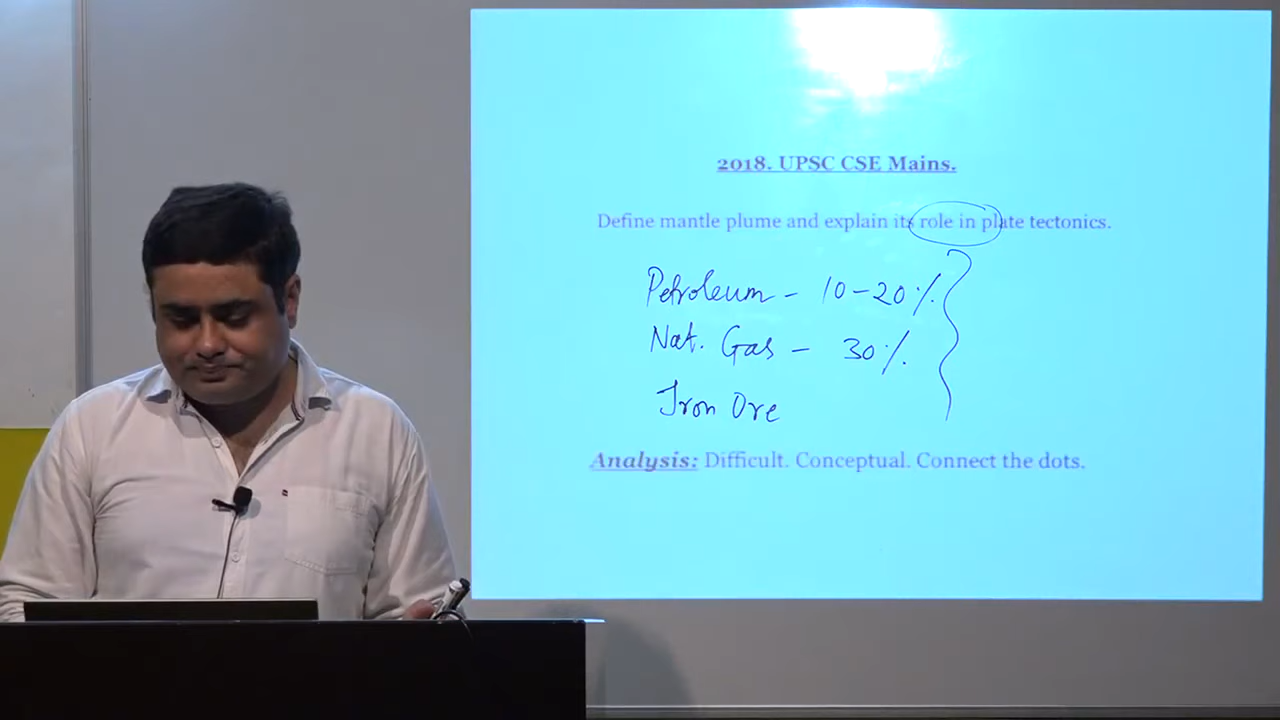 2018. UPSC CSE Mains.
Define mantle plume and explain its role in plate tectonics.
Petroleum - 10-20%
Nat. Gas - 30%
Iron Ore
Analysis: Difficult. Conceptual. Connect the dots.